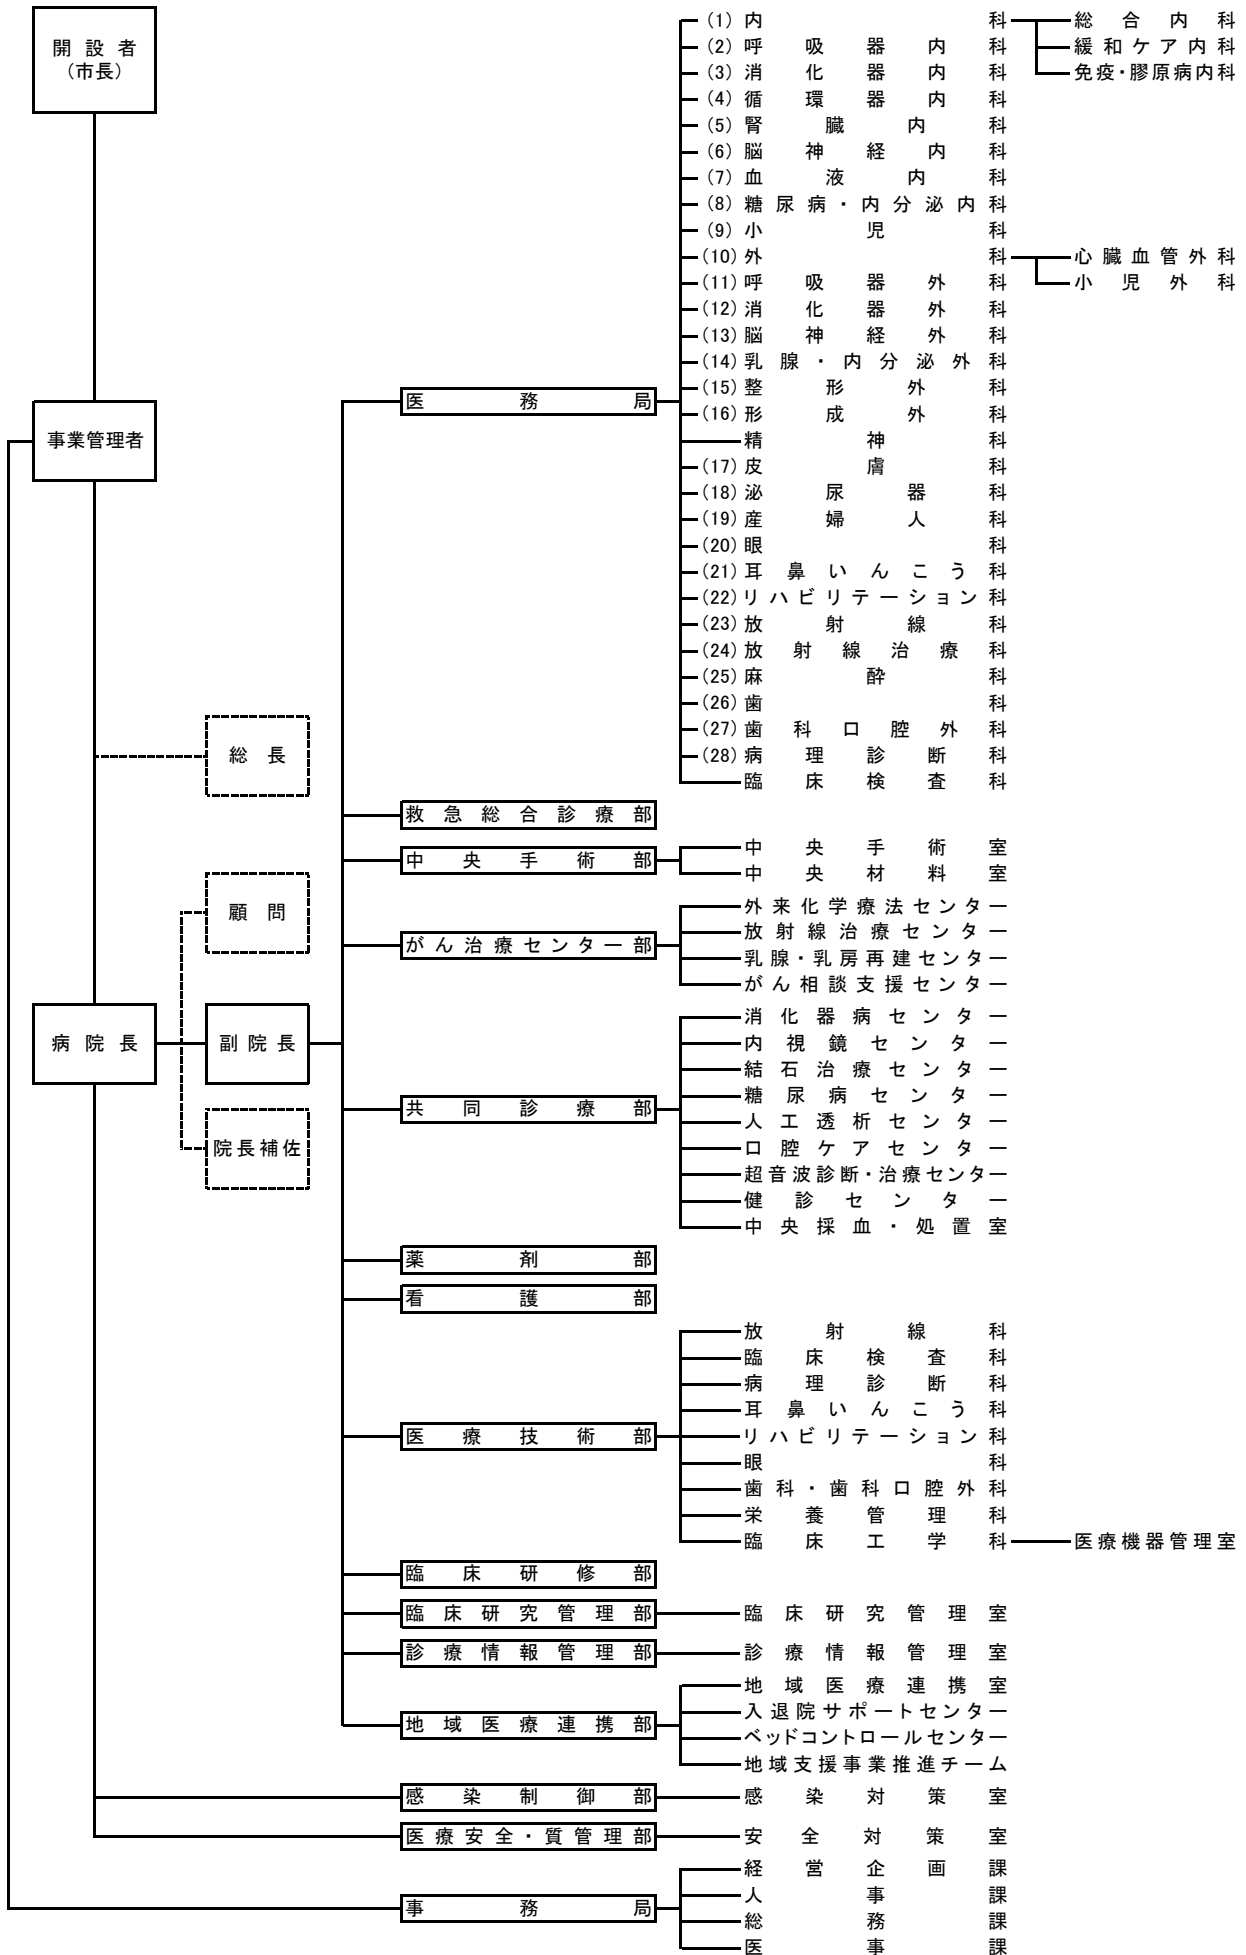 開設者
(市長)
事業管理者
総長
顧問
病院長
副院長
院長補佐
医務局
(1)内科
総合内科
緩和ケア内科
免疫・膠原病内科
(2)呼吸器内科
(3)消化器内科
(4)循環器内科
(5)腎臓内科
(6)脳神経内科
(7)血液内科
(8)糖尿病・内分泌内科
(9)小児科
(10)外科
心臓血管外科
小児外科
(11)呼吸器外科
(12)消化器外科
(13)脳神経外科
(14)乳腺・内分泌外科
(15)整形外科
(16)形成外科
精神科
(17)皮膚科
(18)泌尿器科
(19)産婦人科
(20)眼科
(21)耳鼻いんこう科
(22)リハビリテーション科
(23)放射線科
(24)放射線治療科
(25)麻酔科
(26)歯科
(27)歯科口腔外科
(28)病理診断科
臨床検査科
救急総合診療部
中央手術部
中央手術室
中央材料室
がん治療センター部
外来化学療法センター
放射線治療センター
乳腺・乳房再建センター
がん相談支援センター
共同診療部
消化器病センター
内視鏡センター
結石治療センター
糖尿病センター
人工透析センター
口腔ケアセンター
超音波診断・治療センター
健診センター
中央採血・処置室
薬剤部
看護部
医療技術部
放射線科
臨床検査科
病理診断科
耳鼻いんこう科
リハビリテーション科
眼科
歯科・歯科口腔外科
栄養管理科
臨床工学科
医療機器管理室
臨床研修部
臨床研究管理部
臨床研究管理室
診療情報管理部
診療情報管理室
地域医療連携部
地域医療連携室
入退院サポートセンター
ベッドコントロールセンター
地域支援事業推進チーム
感染制御部
感染対策室
医療安全・質管理部
安全対策室
事務局
経営企画課
人事課
総務課
医事課